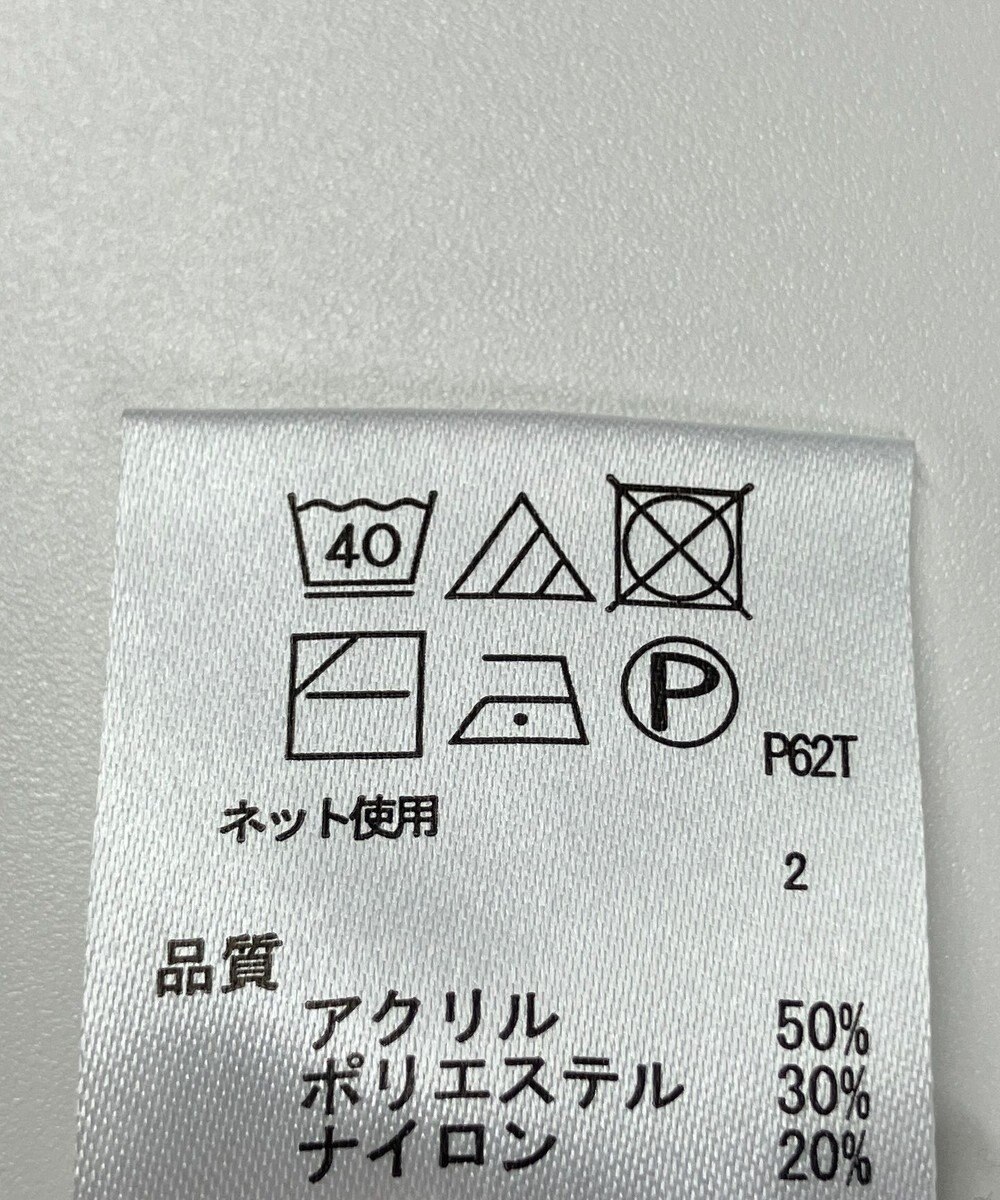 40
P
P62T
ネット使用
2
品質
アクリル 50%
ポリエステル 30%
ナイロン 20%